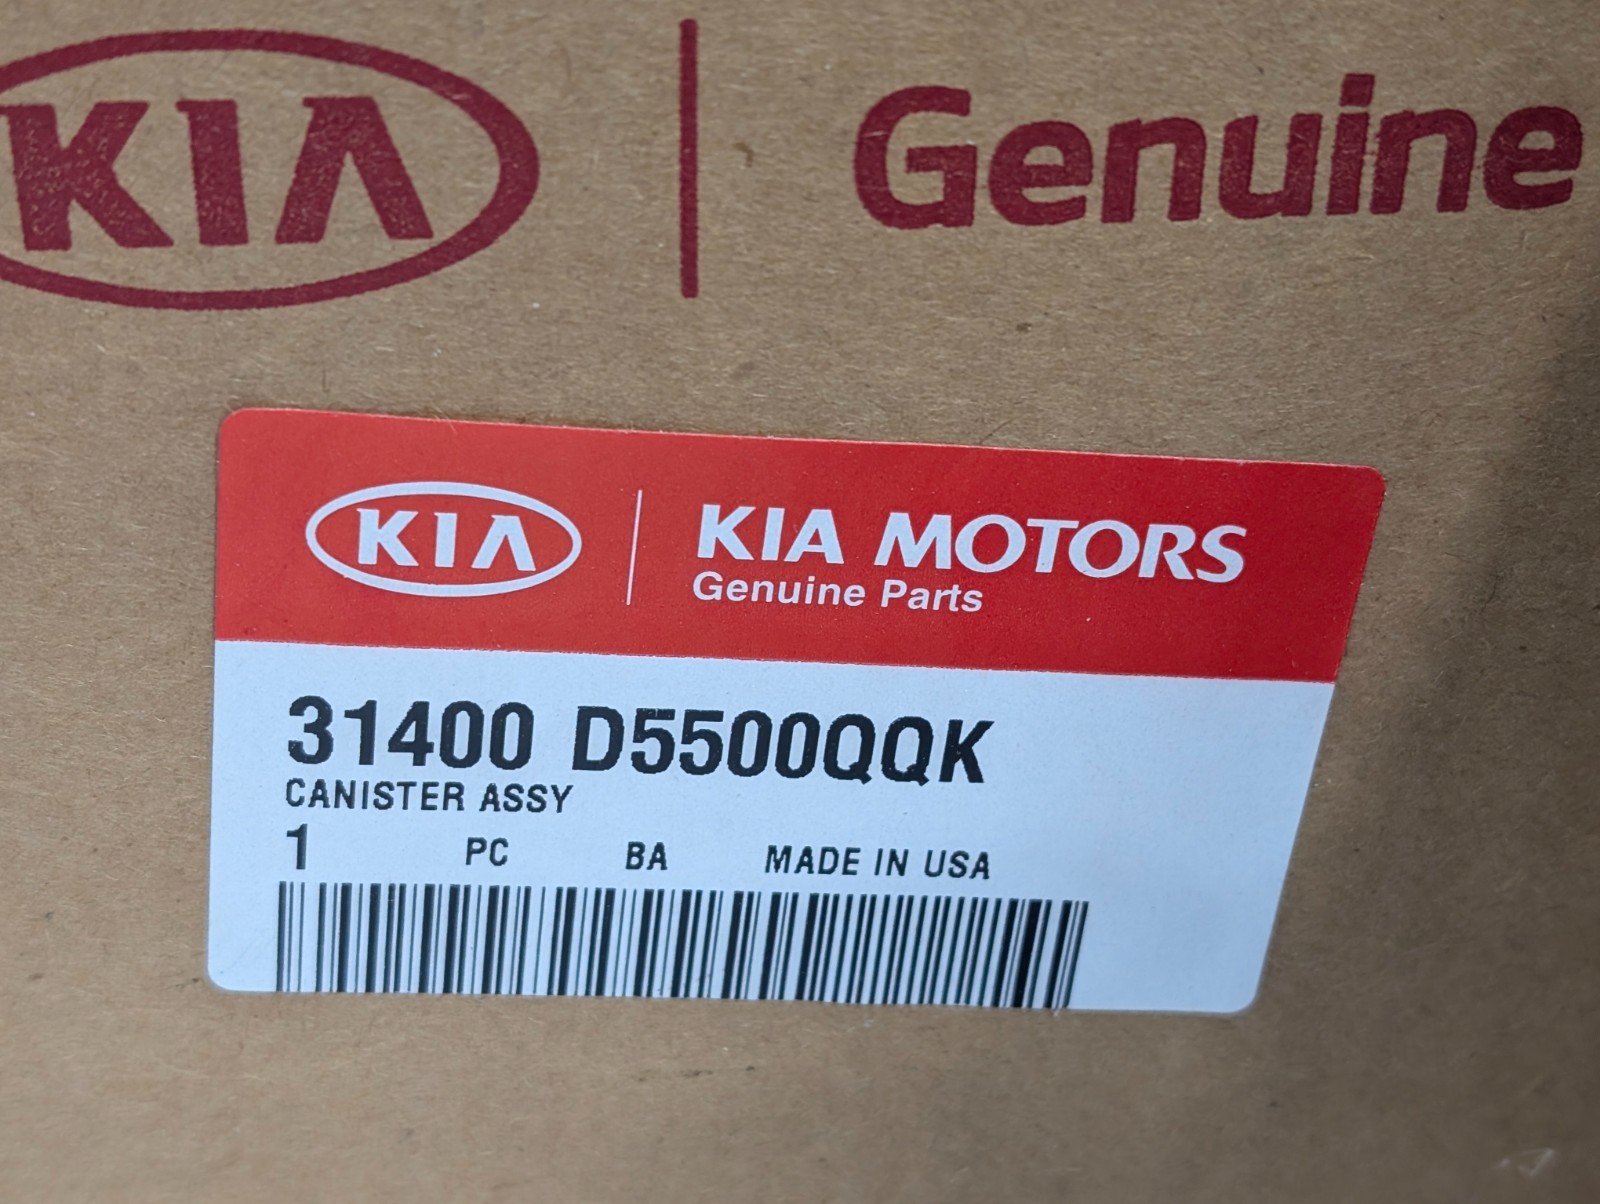 KIA Genuine
KIA KIA MOTORS
Genuine Parts
31400 D5500QQK
CANISTER ASSY
1 PC BA MADE IN USA